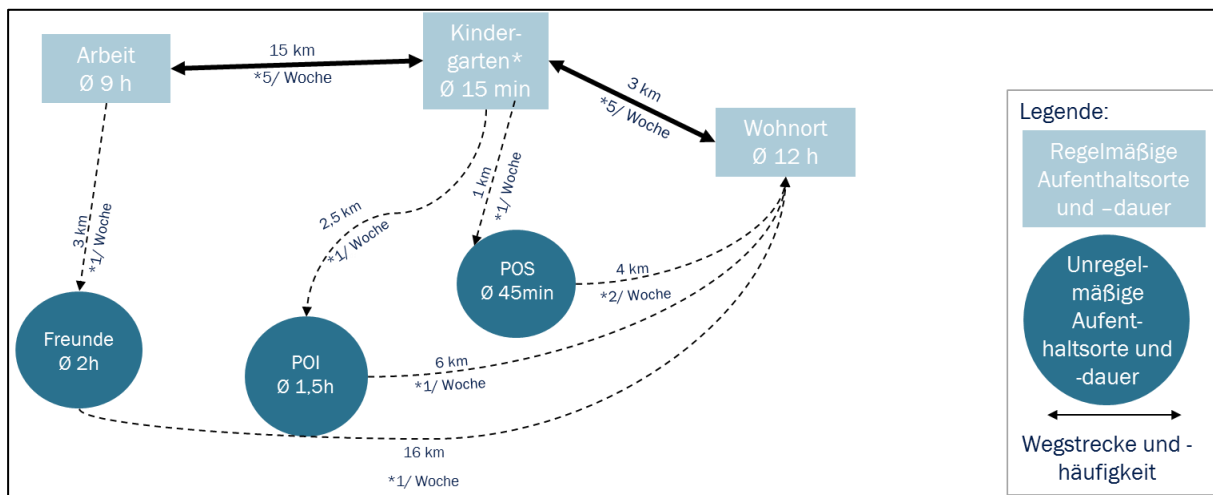 Arbeit
Ø 9 h
15 km
*5/ Woche
Kinder-
garten*
Ø 15 min
3 km
*5/ Woche
Wohnort
Ø 12 h
3 km
*1/ Woche
2,5 km
*1/ Woche
1 km
*1/ Woche
Freunde
Ø 2h
POI
Ø 1,5h
POS
Ø 45min
4 km
*2/ Woche
6 km
*1/ Woche
16 km
*1/ Woche
Legende:
Regelmäßige
Aufenthaltsorte
und –dauer
Unregel-
mäßige
Aufent-
haltsorte und
-dauer
Wegstrecke und -
häufigkeit